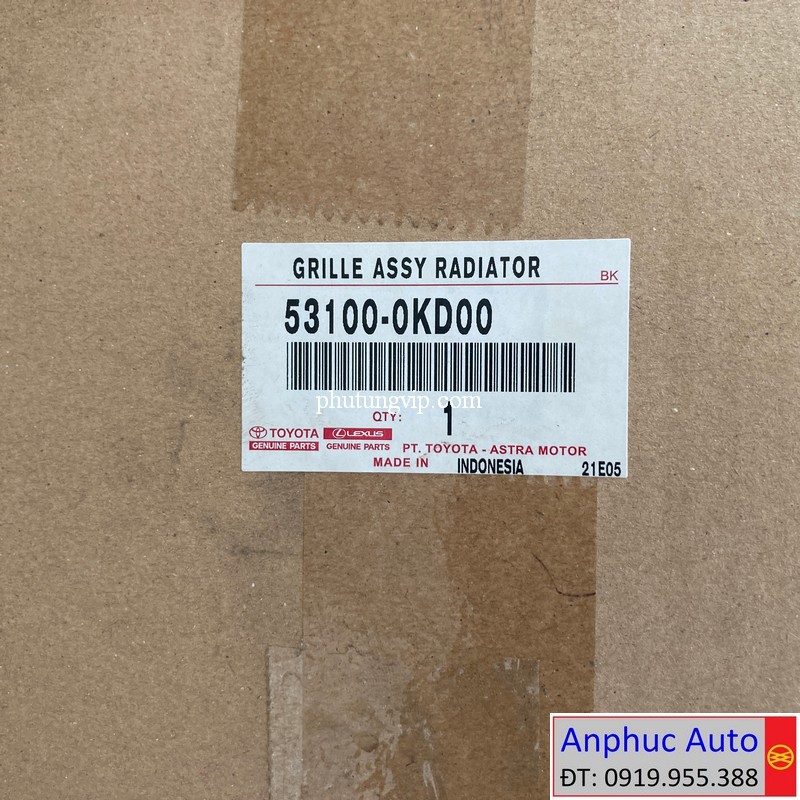 GRILLE ASSY RADIATOR
BK
53100-0KD00
phutungvip.com
QTY: 1
TOYOTA LEXUS
GENUINE PARTS GENUINE PARTS PT. TOYOTA - ASTRA MOTOR
MADE IN INDONESIA 21E05
Anphuc Auto
ĐT: 0919.955.388